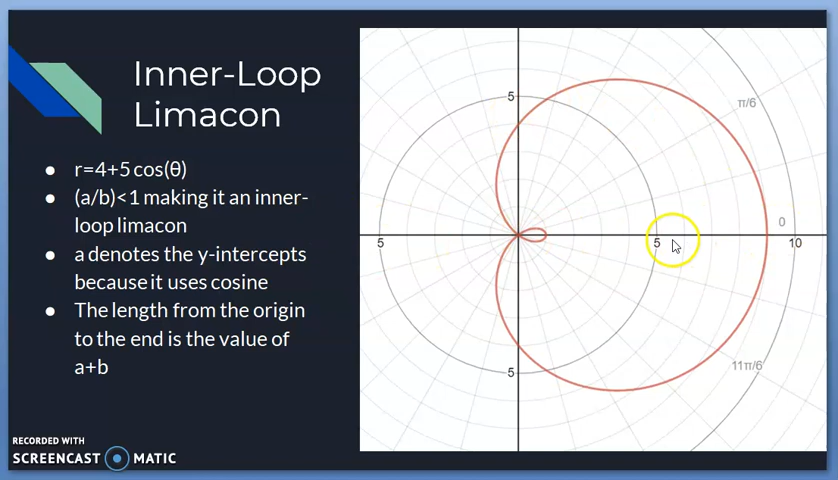 Inner-Loop
Limacon
● r=4+5 cos(θ)
● (a/b)<1 making it an inner-
loop limacon
● a denotes the y-intercepts
because it uses cosine
● The length from the origin
to the end is the value of
a+b
5
π/6
0
5
5
10
5
11π/6
RECORDED WITH
SCREENCAST MATIC